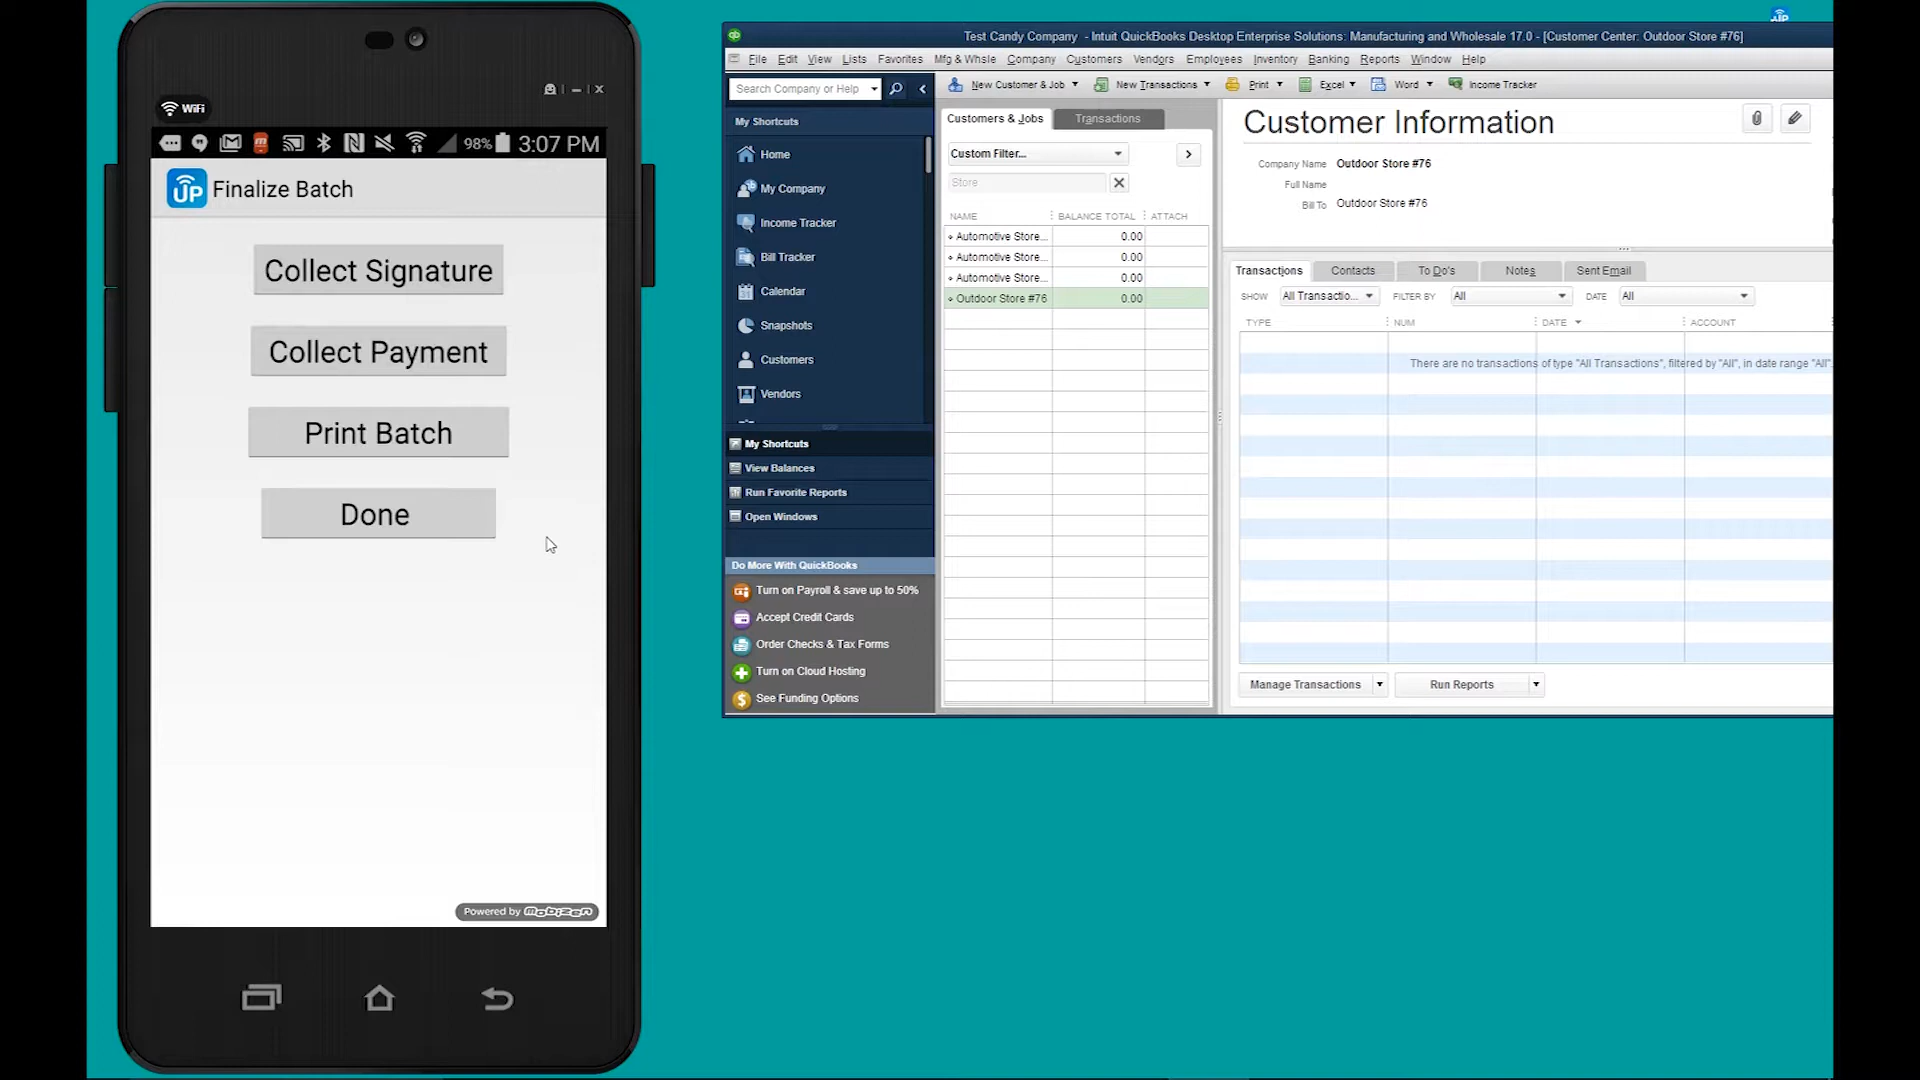 WiFi
98% 3:07 PM
UP Finalize Batch
Collect Signature
Collect Payment
Print Batch
Done
Powered by mobizen
UP
qb
Test Candy Company - Intuit QuickBooks Desktop Enterprise Solutions: Manufacturing and Wholesale 17.0 - [Customer Center: Outdoor Store #76]
File Edit View Lists Favorites Mfg & Whsle Company Customers Vendors Employees Inventory Banking Reports Window Help
Search Company or Help
New Customer & Job New Transactions Print Excel Word Income Tracker
My Shortcuts
Home
My Company
Income Tracker
Bill Tracker
Calendar
Snapshots
Customers
Vendors
My Shortcuts
View Balances
Run Favorite Reports
Open Windows
Do More With QuickBooks
Turn on Payroll & save up to 50%
Accept Credit Cards
Order Checks & Tax Forms
Turn on Cloud Hosting
See Funding Options
Customers & Jobs Transactions
Custom Filter...
Store
NAME BALANCE TOTAL ATTACH
Automotive Store... 0.00
Automotive Store... 0.00
Automotive Store... 0.00
Outdoor Store #76 0.00
Customer Information
Company Name Outdoor Store #76
Full Name
Bill To Outdoor Store #76
Transactions Contacts To Do's Notes Sent Email
SHOW All Transactio... FILTER BY All DATE All
TYPE NUM DATE ACCOUNT
There are no transactions of type "All Transactions", filtered by "All", in date range "All".
Manage Transactions Run Reports